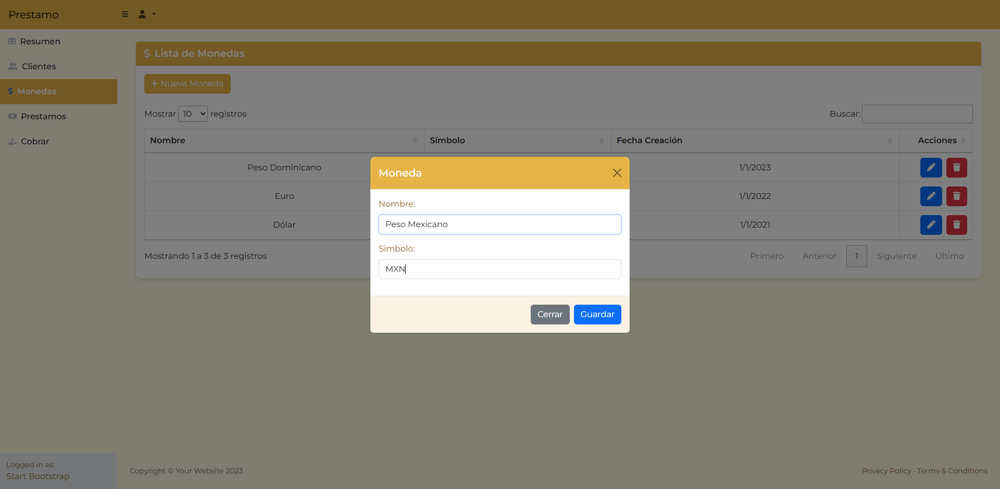 Prestamo
Resumen
Clientes
Monedas
Prestamos
Cobrar
$ Lista de Monedas
+ Nueva Moneda
Mostrar 10 registros
Buscar:
Nombre Símbolo Fecha Creación Acciones
Peso Dominicano 1/1/2023
Euro 1/1/2022
Dólar 1/1/2021
Mostrando 1 a 3 de 3 registros
Primero Anterior 1 Siguiente Último
Moneda
Nombre:
Peso Mexicano
Símbolo:
MXN
Cerrar Guardar
Logged in as:
Start Bootstrap
Copyright © Your Website 2023
Privacy Policy · Terms & Conditions